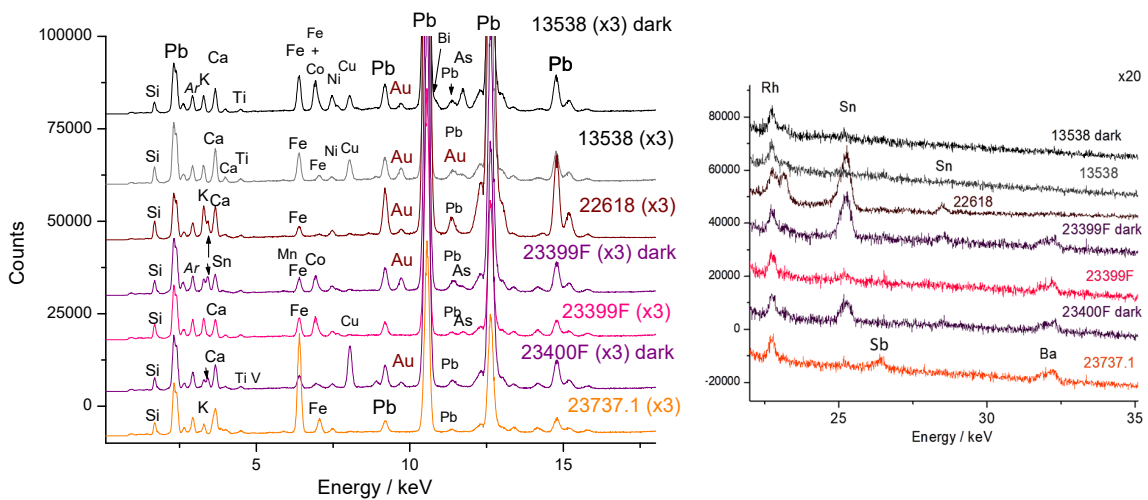 Pb
Pb
13538 (x3) dark
Fe
Fe
+
Co
Bi
As
Pb
Pb
Pb
Ca
Si
Ar
K
Ti
Ni
Cu
Pb
Au
13538 (x3)
Si
Ca
Ca
Ti
Fe
Fe
Ni
Cu
Au
Pb
Au
22618 (x3)
Si
K
Ca
Fe
Au
Pb
23399F (x3) dark
Si
Ar
Sn
Mn
Fe
Co
Au
Pb
As
23399F (x3)
Si
Ca
Fe
Cu
Pb
As
23400F (x3) dark
Si
Ca
Ti V
Au
Pb
23737.1 (x3)
Si
K
Fe
Pb
Pb
100000
75000
50000
25000
0
Counts
5
10
15
Energy / keV
x20
Rh
Sn
13538 dark
13538
Sn
22618
23399F dark
23399F
23400F dark
23737.1
Sb
Ba
80000
60000
40000
20000
0
-20000
25
30
35
Energy / keV